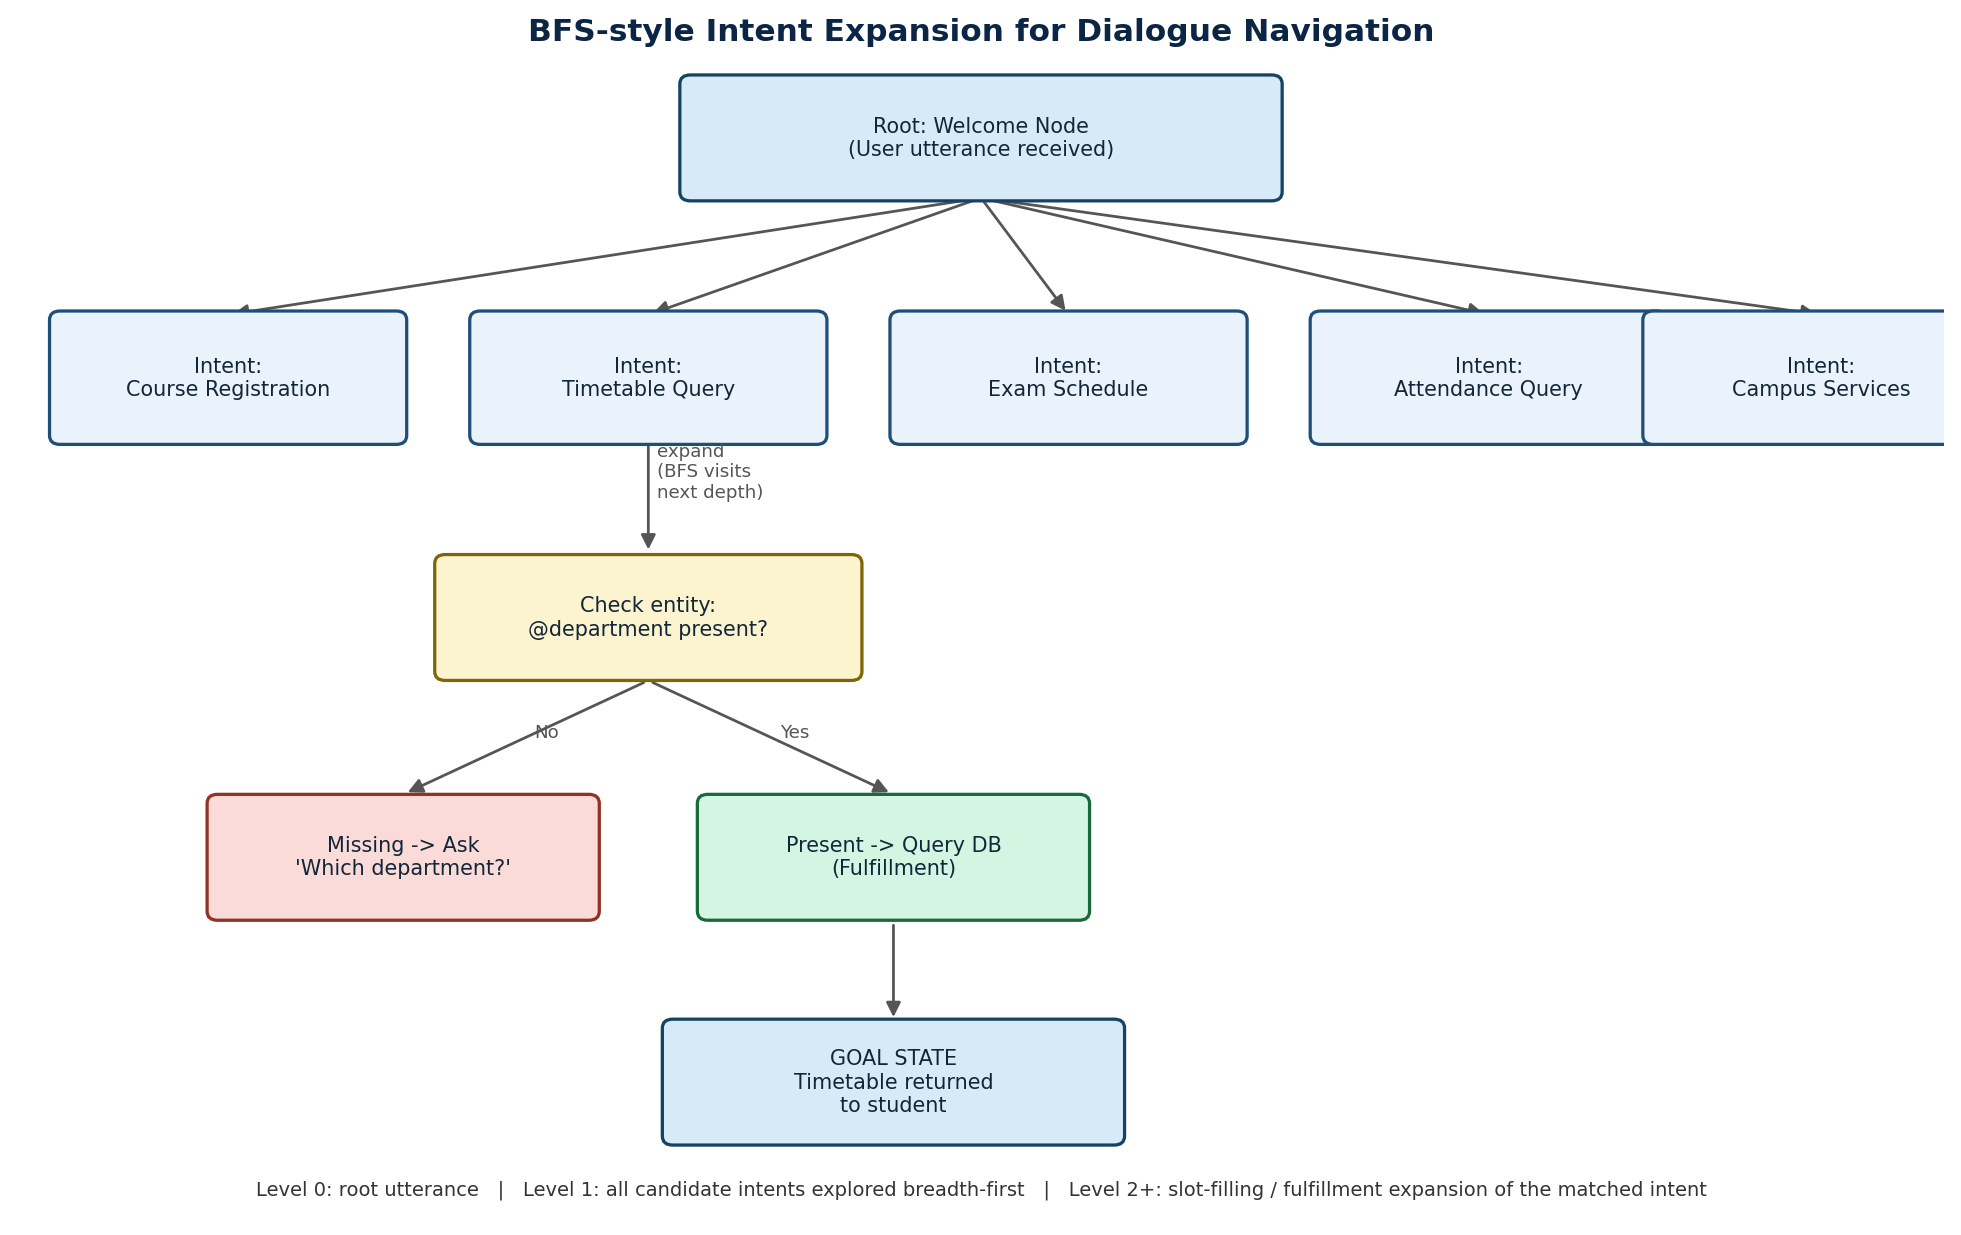 BFS-style Intent Expansion for Dialogue Navigation
Root: Welcome Node
(User utterance received)
Intent:
Course Registration
Intent:
Timetable Query
Intent:
Exam Schedule
Intent:
Attendance Query
Intent:
Campus Services
expand
(BFS visits
next depth)
Check entity:
@department present?
No
Yes
Missing -> Ask
'Which department?'
Present -> Query DB
(Fulfillment)
GOAL STATE
Timetable returned
to student
Level 0: root utterance   |   Level 1: all candidate intents explored breadth-first   |   Level 2+: slot-filling / fulfillment expansion of the matched intent